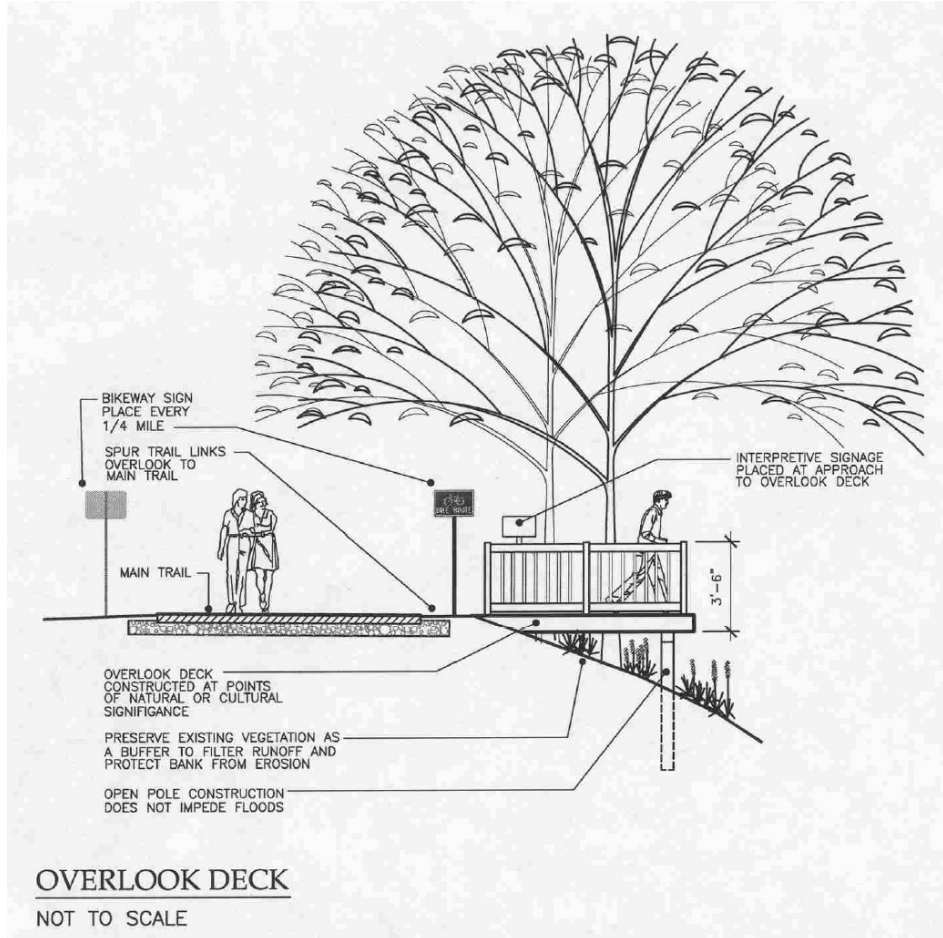 BIKEWAY SIGN
PLACE EVERY
1/4 MILE
SPUR TRAIL LINKS
OVERLOOK TO
MAIN TRAIL
INTERPRETIVE SIGNAGE
PLACED AT APPROACH
TO OVERLOOK DECK
BIKE ROUTE
MAIN TRAIL
3'-6"
OVERLOOK DECK
CONSTRUCTED AT POINTS
OF NATURAL OR CULTURAL
SIGNIFIGANCE
PRESERVE EXISTING VEGETATION AS
A BUFFER TO FILTER RUNOFF AND
PROTECT BANK FROM EROSION
OPEN POLE CONSTRUCTION
DOES NOT IMPEDE FLOODS
OVERLOOK DECK
NOT TO SCALE